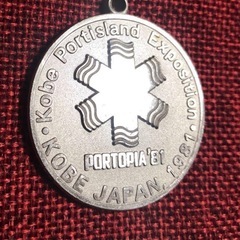 Kobe Portisland Exposition
PORTOPIA'81
KOBE JAPAN, 1981